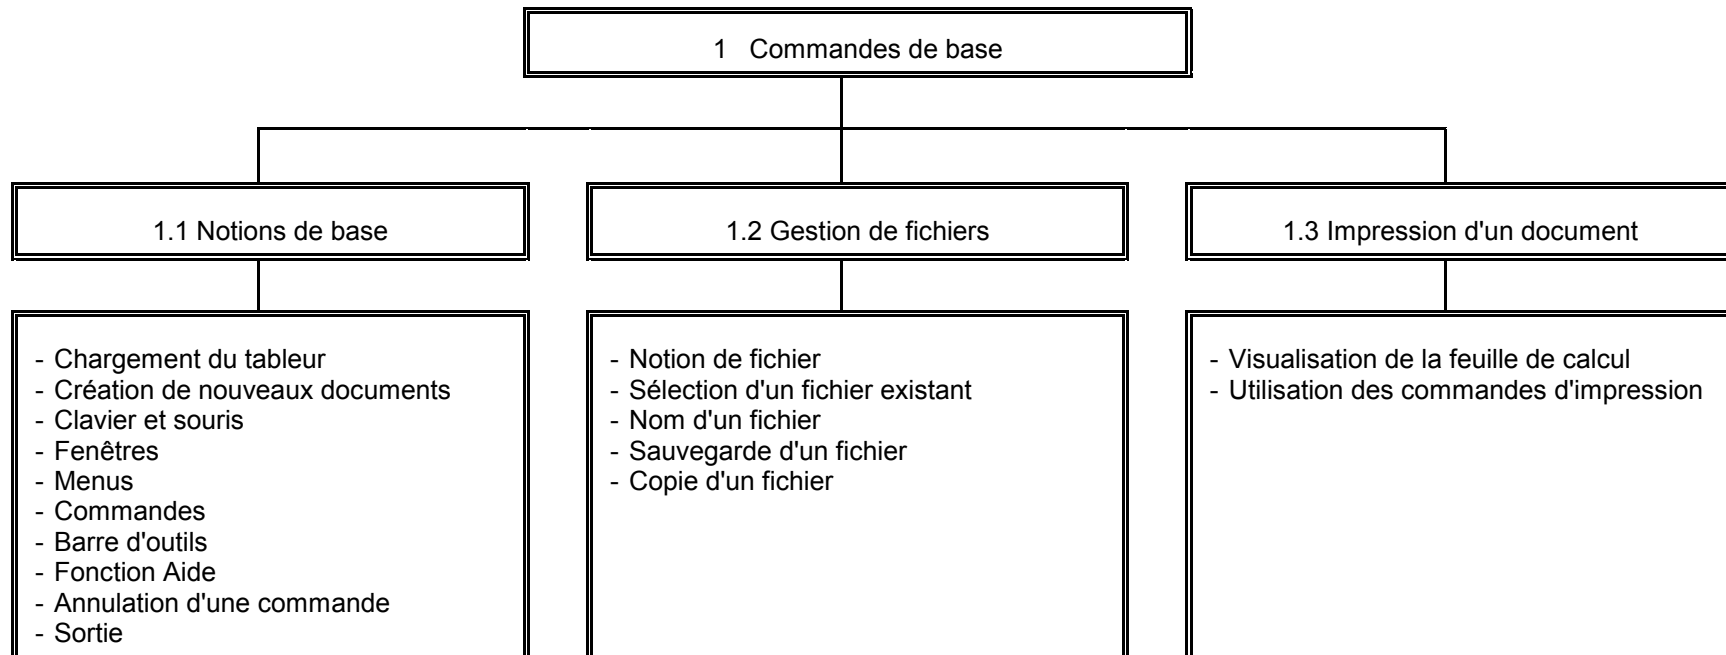 1 Commandes de base
1.1 Notions de base
1.2 Gestion de fichiers
1.3 Impression d'un document
- Chargement du tableur
- Création de nouveaux documents
- Clavier et souris
- Fenêtres
- Menus
- Commandes
- Barre d'outils
- Fonction Aide
- Annulation d'une commande
- Sortie
- Notion de fichier
- Sélection d'un fichier existant
- Nom d'un fichier
- Sauvegarde d'un fichier
- Copie d'un fichier
- Visualisation de la feuille de calcul
- Utilisation des commandes d'impression